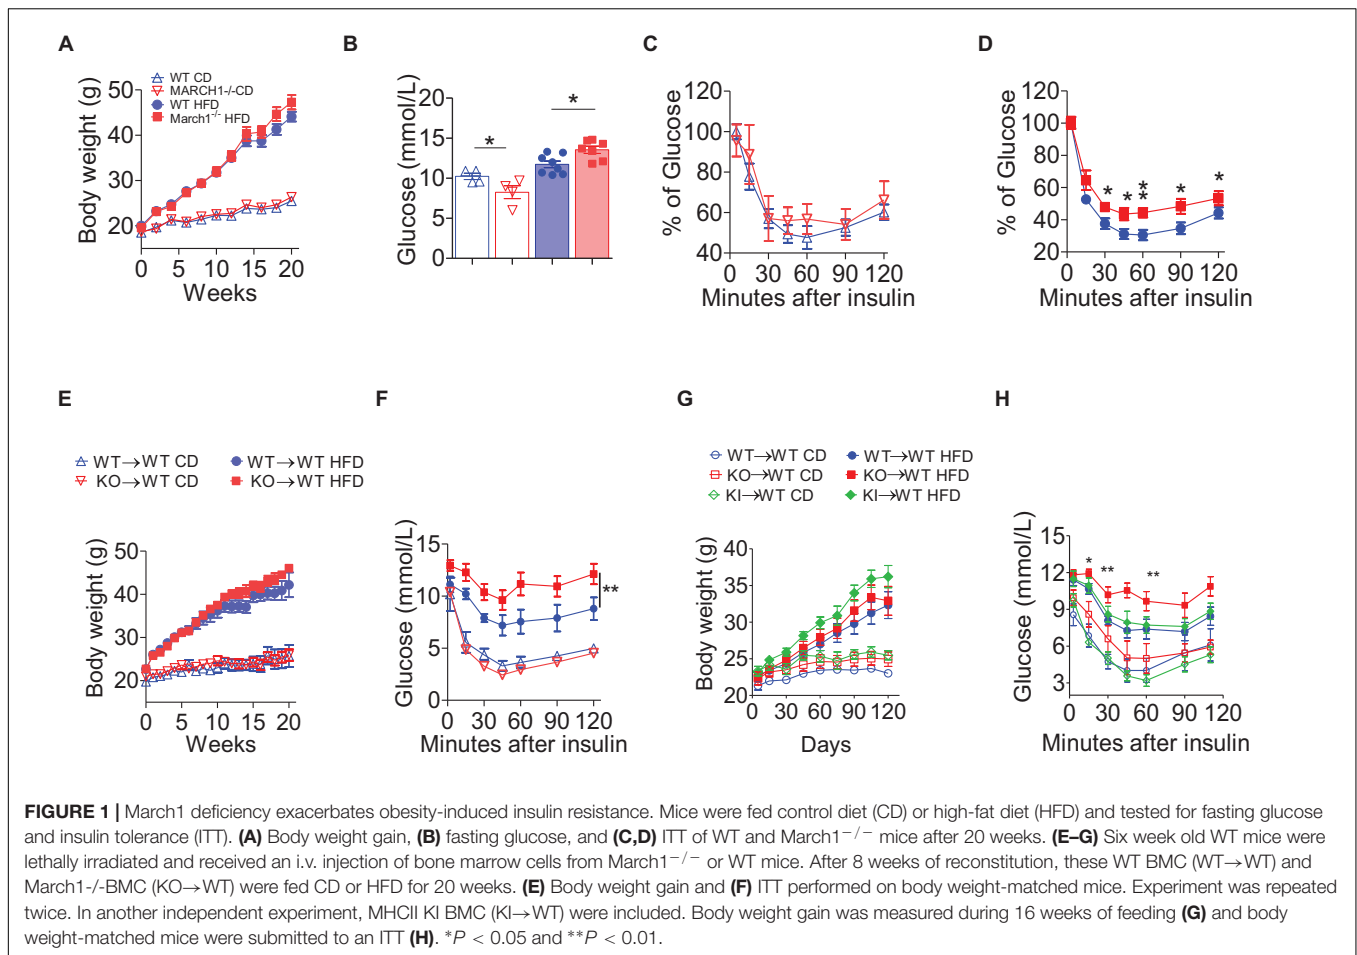 A
B
C
D
WT CD
MARCH1-/-CD
WT HFD
March1-/- HFD
Body weight (g)
50
40
30
20
0 5 10 15 20
Weeks
Glucose (mmol/L)
20
15
10
5
0
*
*
% of Glucose
120
100
80
60
40
0 30 60 90 120
Minutes after insulin
% of Glucose
120
100
80
60
40
20
* * * * * *
0 30 60 90 120
Minutes after insulin
E
F
G
H
WT→WT CD
WT→WT HFD
KO→WT CD
KO→WT HFD
Body weight (g)
50
40
30
20
0 5 10 15 20
Weeks
Glucose (mmol/L)
15
10
5
0
**
0 30 60 90 120
Minutes after insulin
WT→WT CD
WT→WT HFD
KO→WT CD
KO→WT HFD
KI→WT CD
KI→WT HFD
Body weight (g)
40
35
30
25
20
0 30 60 90 120
Days
Glucose (mmol/L)
15
12
9
6
3
* ** **
0 30 60 90 120
Minutes after insulin
FIGURE 1 | March1 deficiency exacerbates obesity-induced insulin resistance. Mice were fed control diet (CD) or high-fat diet (HFD) and tested for fasting glucose
and insulin tolerance (ITT). (A) Body weight gain, (B) fasting glucose, and (C,D) ITT of WT and March1−/− mice after 20 weeks. (E–G) Six week old WT mice were
lethally irradiated and received an i.v. injection of bone marrow cells from March1−/− or WT mice. After 8 weeks of reconstitution, these WT BMC (WT→WT) and
March1-/-BMC (KO→WT) were fed CD or HFD for 20 weeks. (E) Body weight gain and (F) ITT performed on body weight-matched mice. Experiment was repeated
twice. In another independent experiment, MHCII KI BMC (KI→WT) were included. Body weight gain was measured during 16 weeks of feeding (G) and body
weight-matched mice were submitted to an ITT (H). *P < 0.05 and **P < 0.01.